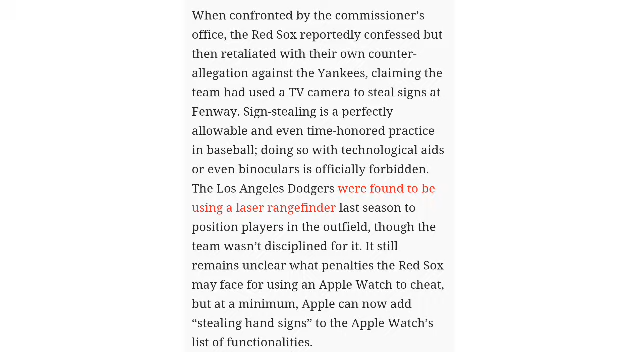 When confronted by the commissioner's
office, the Red Sox reportedly confessed but
then retaliated with their own counter-
allegation against the Yankees, claiming the
team had used a TV camera to steal signs at
Fenway. Sign-stealing is a perfectly
allowable and even time-honored practice
in baseball; doing so with technological aids
or even binoculars is officially forbidden.
The Los Angeles Dodgers were found to be
using a laser rangefinder last season to
position players in the outfield, though the
team wasn't disciplined for it. It still
remains unclear what penalties the Red Sox
may face for using an Apple Watch to cheat,
but at a minimum, Apple can now add
“stealing hand signs” to the Apple Watch's
list of functionalities.